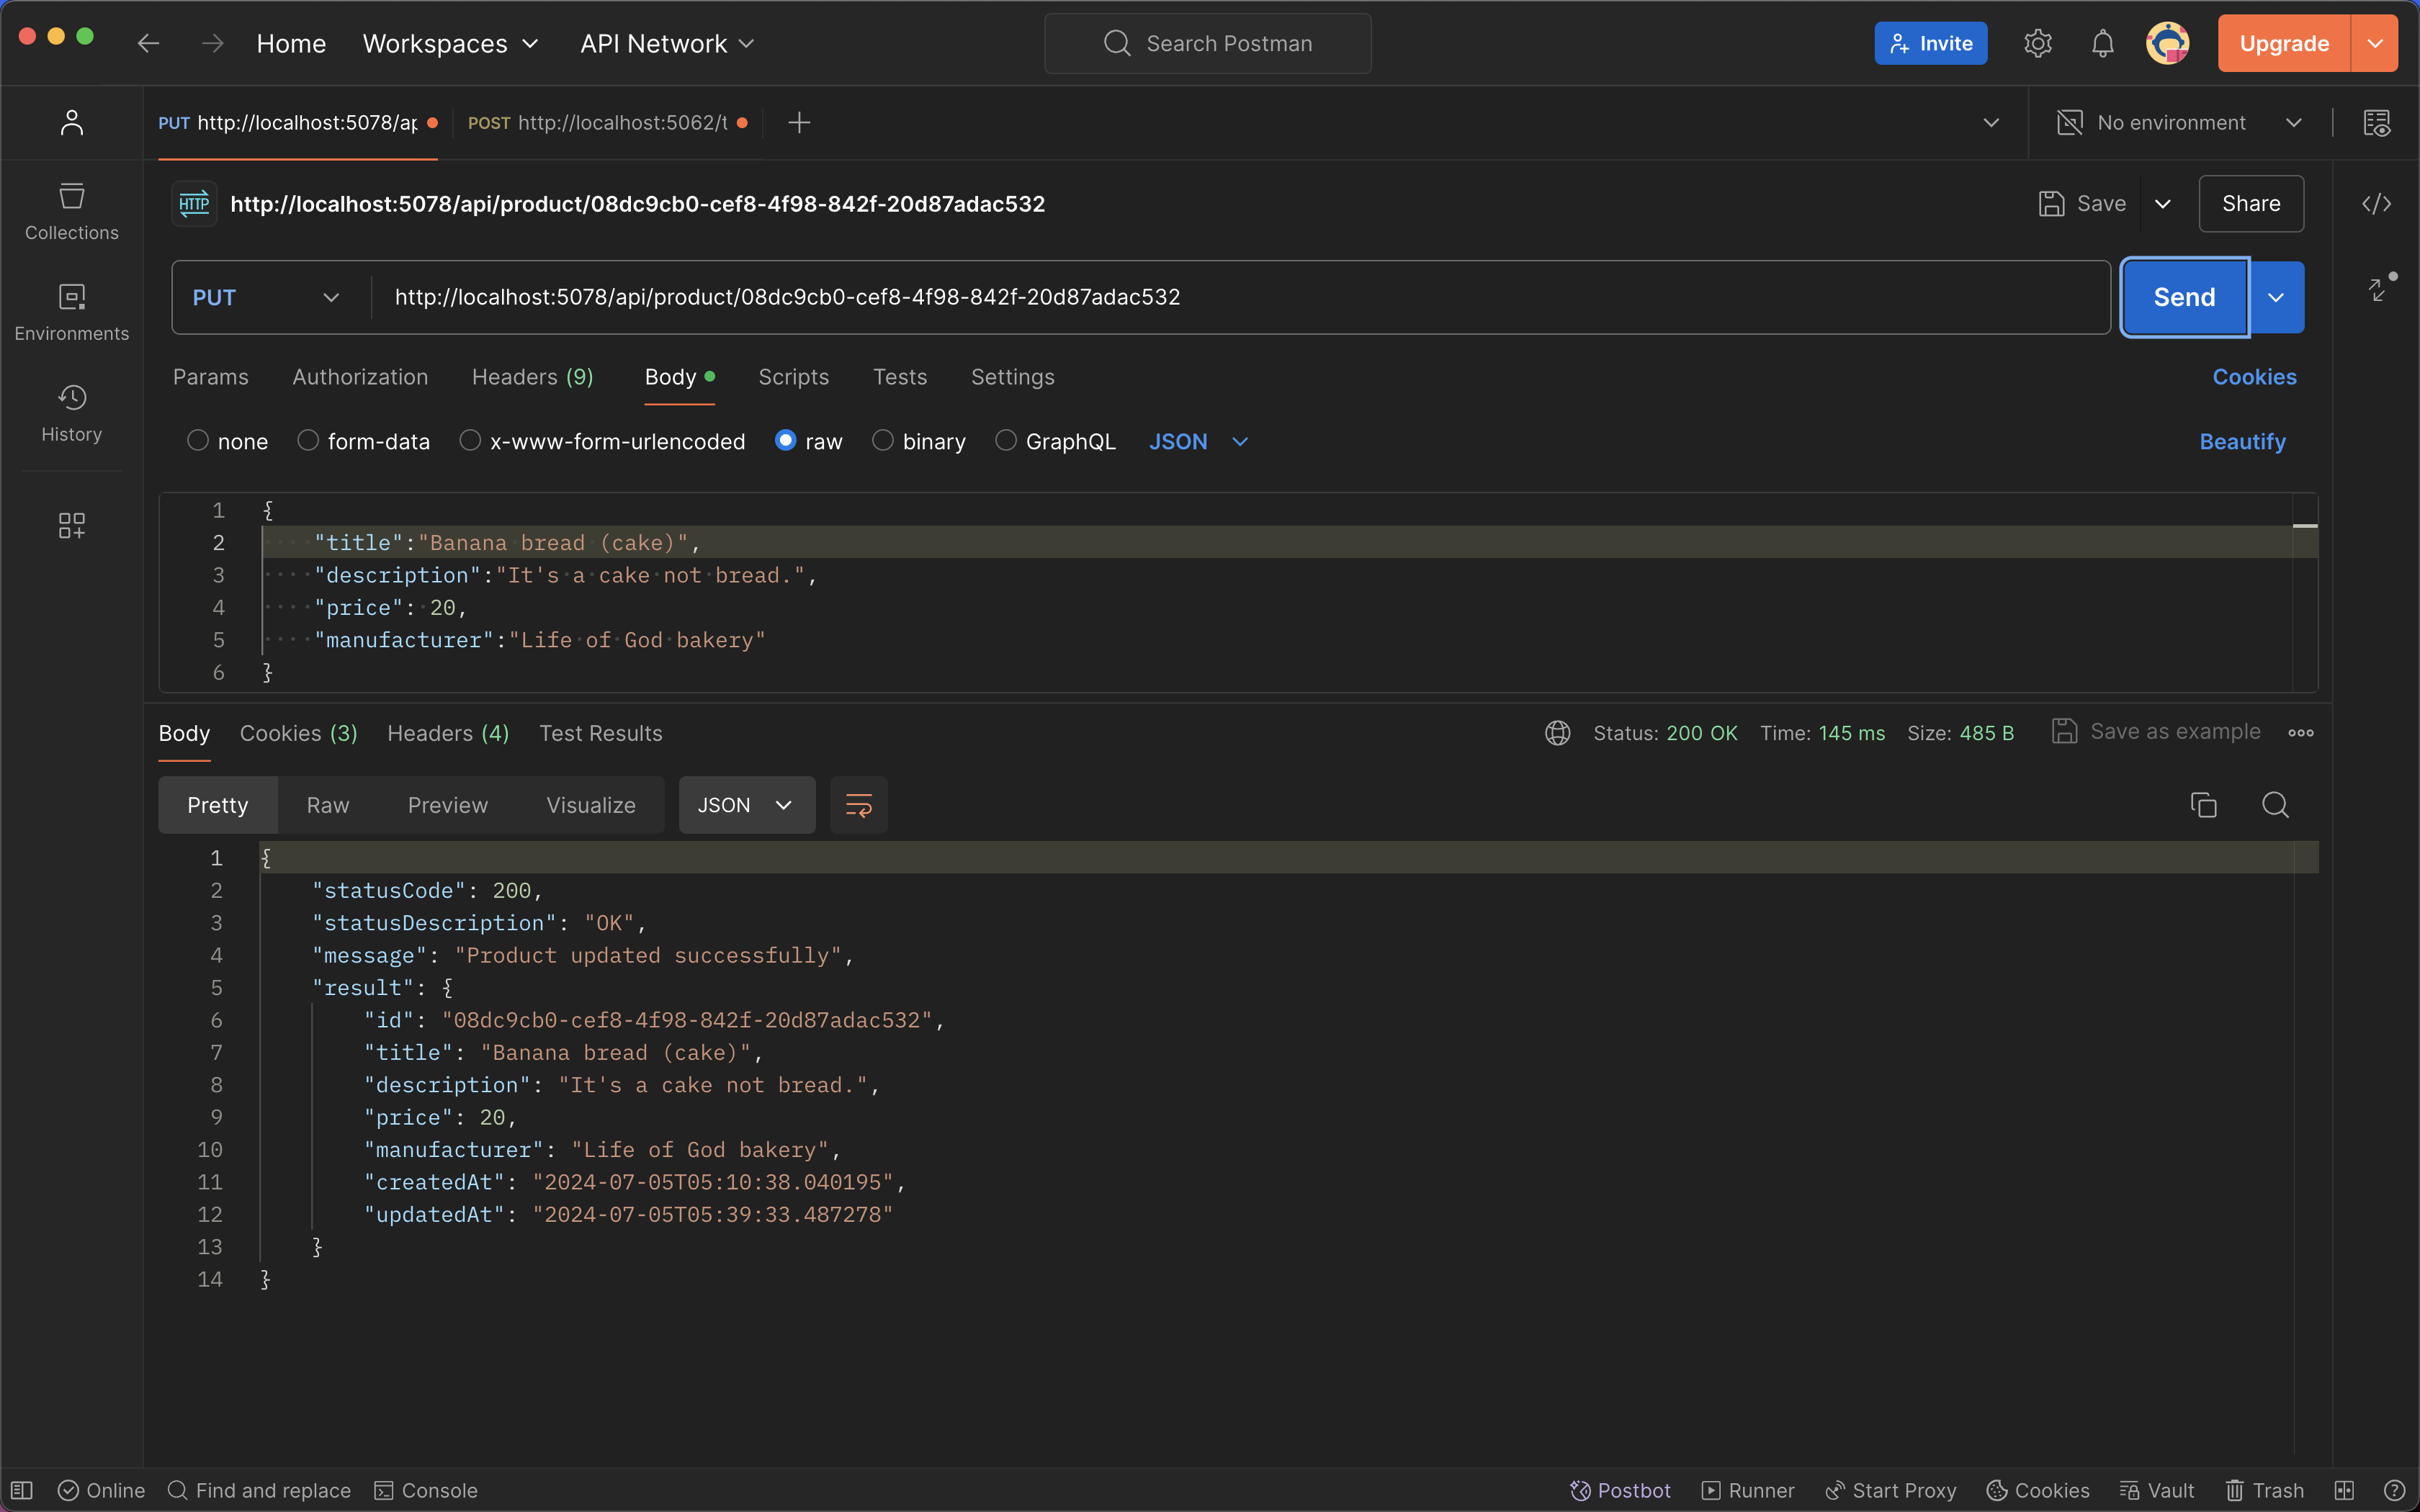 Home Workspaces API Network Search Postman Invite Upgrade
PUT http://localhost:5078/ap POST http://localhost:5062/t No environment
HTTP http://localhost:5078/api/product/08dc9cb0-cef8-4f98-842f-20d87adac532 Save Share
Collections
Environments
History
PUT http://localhost:5078/api/product/08dc9cb0-cef8-4f98-842f-20d87adac532 Send
Params Authorization Headers (9) Body Scripts Tests Settings Cookies
none form-data x-www-form-urlencoded raw binary GraphQL JSON Beautify
1 {
2 "title":"Banana bread (cake)",
3 "description":"It's a cake not bread.",
4 "price": 20,
5 "manufacturer":"Life of God bakery"
6 }
Body Cookies (3) Headers (4) Test Results Status: 200 OK Time: 145 ms Size: 485 B Save as example
Pretty Raw Preview Visualize JSON
1 {
2 "statusCode": 200,
3 "statusDescription": "OK",
4 "message": "Product updated successfully",
5 "result": {
6 "id": "08dc9cb0-cef8-4f98-842f-20d87adac532",
7 "title": "Banana bread (cake)",
8 "description": "It's a cake not bread.",
9 "price": 20,
10 "manufacturer": "Life of God bakery",
11 "createdAt": "2024-07-05T05:10:38.040195",
12 "updatedAt": "2024-07-05T05:39:33.487278"
13 }
14 }
Online Find and replace Console Postbot Runner Start Proxy Cookies Vault Trash